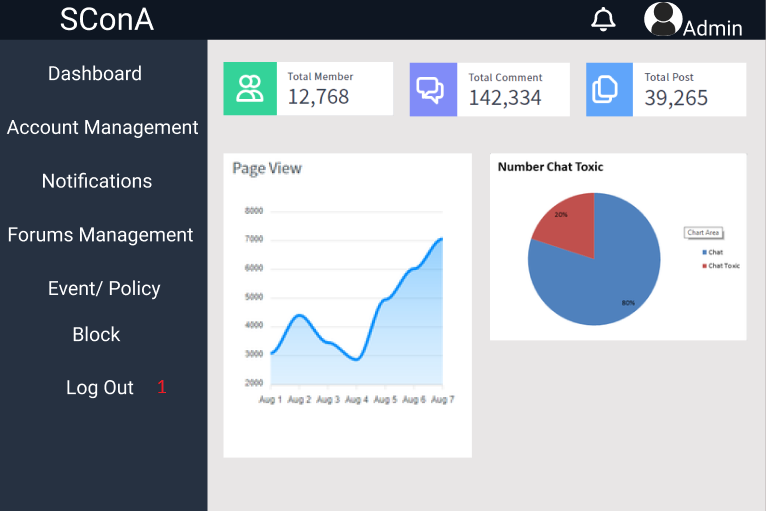 SConA
Admin
Dashboard
Account Management
Notifications
Forums Management
Event/ Policy
Block
Log Out 1
Total Member
12,768
Total Comment
142,334
Total Post
39,265
Page View
8000
7000
6000
5000
4000
3000
2000
Aug 1 Aug 2 Aug 3 Aug 4 Aug 5 Aug 6 Aug 7
Number Chat Toxic
20%
80%
Chart Area
Chat
Chat Toxic